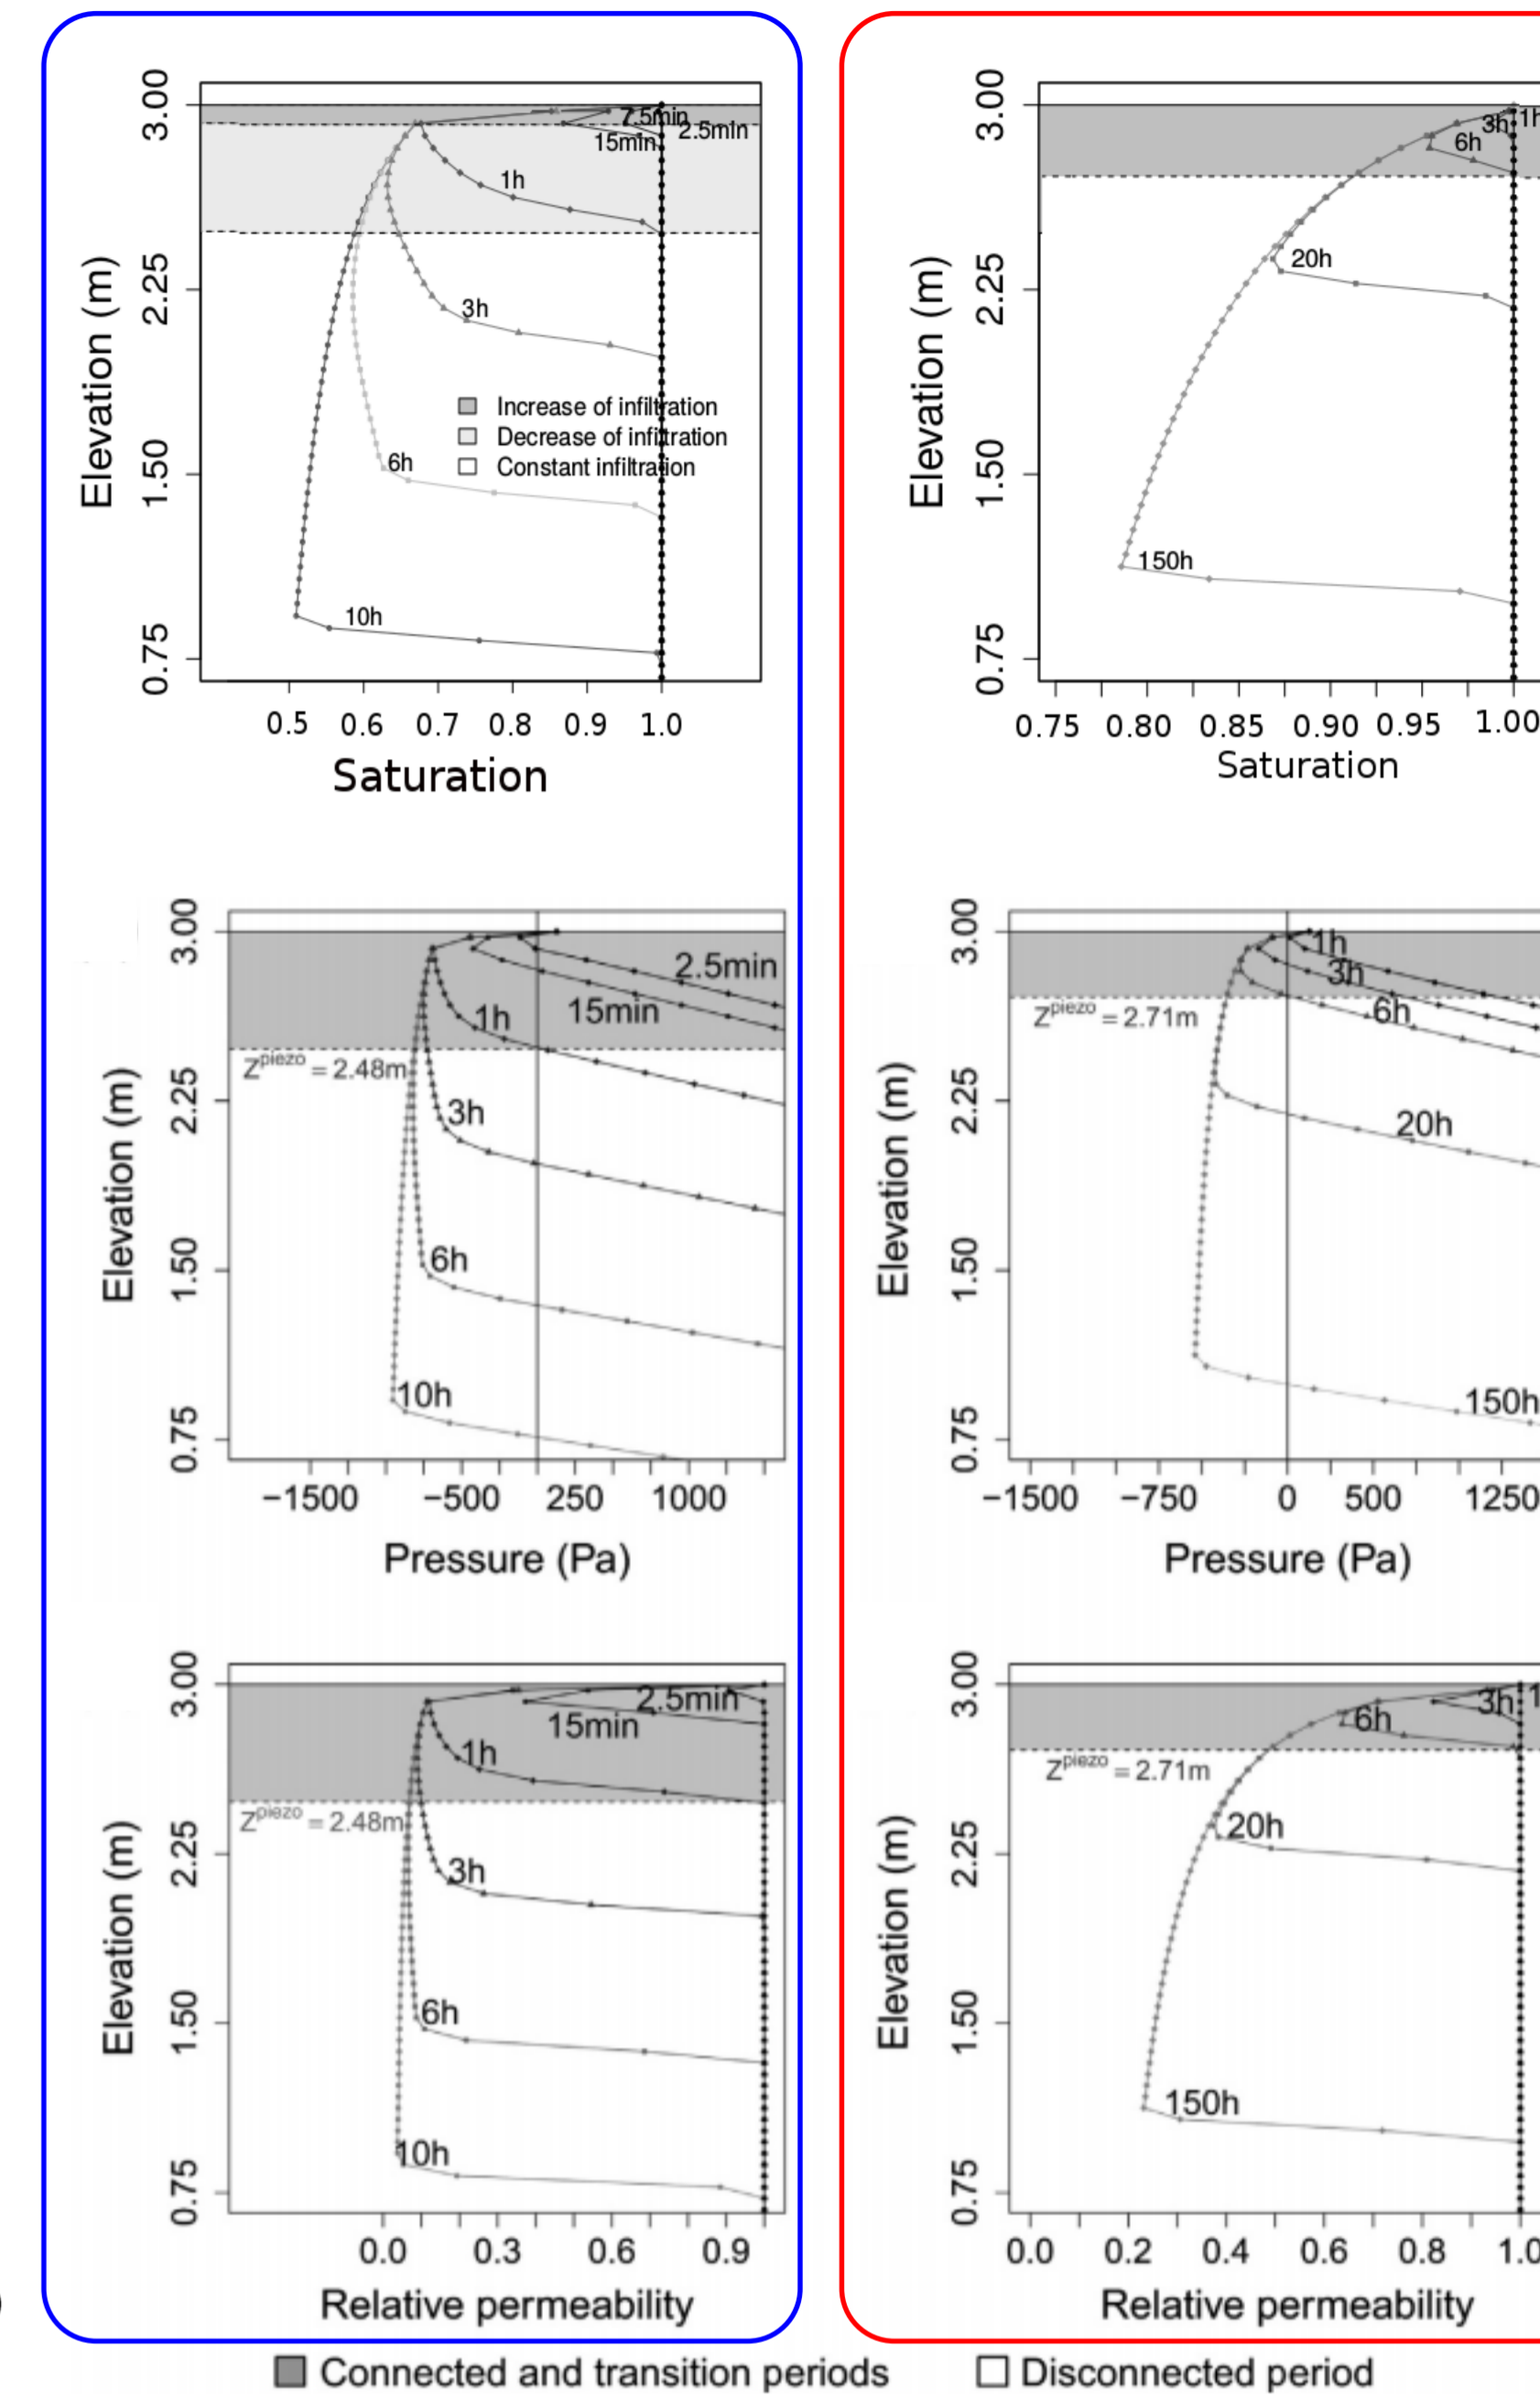 3.00
2.25
1.50
0.75
Elevation (m)
7.5min
2.5min
15min
1h
3h
6h
10h
Increase of infiltration
Decrease of infiltration
Constant infiltration
0.5 0.6 0.7 0.8 0.9 1.0
Saturation
3.00
2.25
1.50
0.75
Elevation (m)
1h
3h
6h
20h
150h
0.75 0.80 0.85 0.90 0.95 1.00
Saturation
3.00
2.25
1.50
0.75
Elevation (m)
2.5min
15min
1h
Zpiezo = 2.48m
3h
6h
10h
−1500 −500 250 1000
Pressure (Pa)
3.00
2.25
1.50
0.75
Elevation (m)
1h
3h
6h
Zpiezo = 2.71m
20h
150h
−1500 −750 0 500 1250
Pressure (Pa)
3.00
2.25
1.50
0.75
Elevation (m)
2.5min
15min
1h
Zpiezo = 2.48m
3h
6h
10h
0.0 0.3 0.6 0.9
Relative permeability
3.00
2.25
1.50
0.75
Elevation (m)
3h
6h
Zpiezo = 2.71m
20h
150h
0.0 0.2 0.4 0.6 0.8
Relative permeability
Connected and transition periods Disconnected period